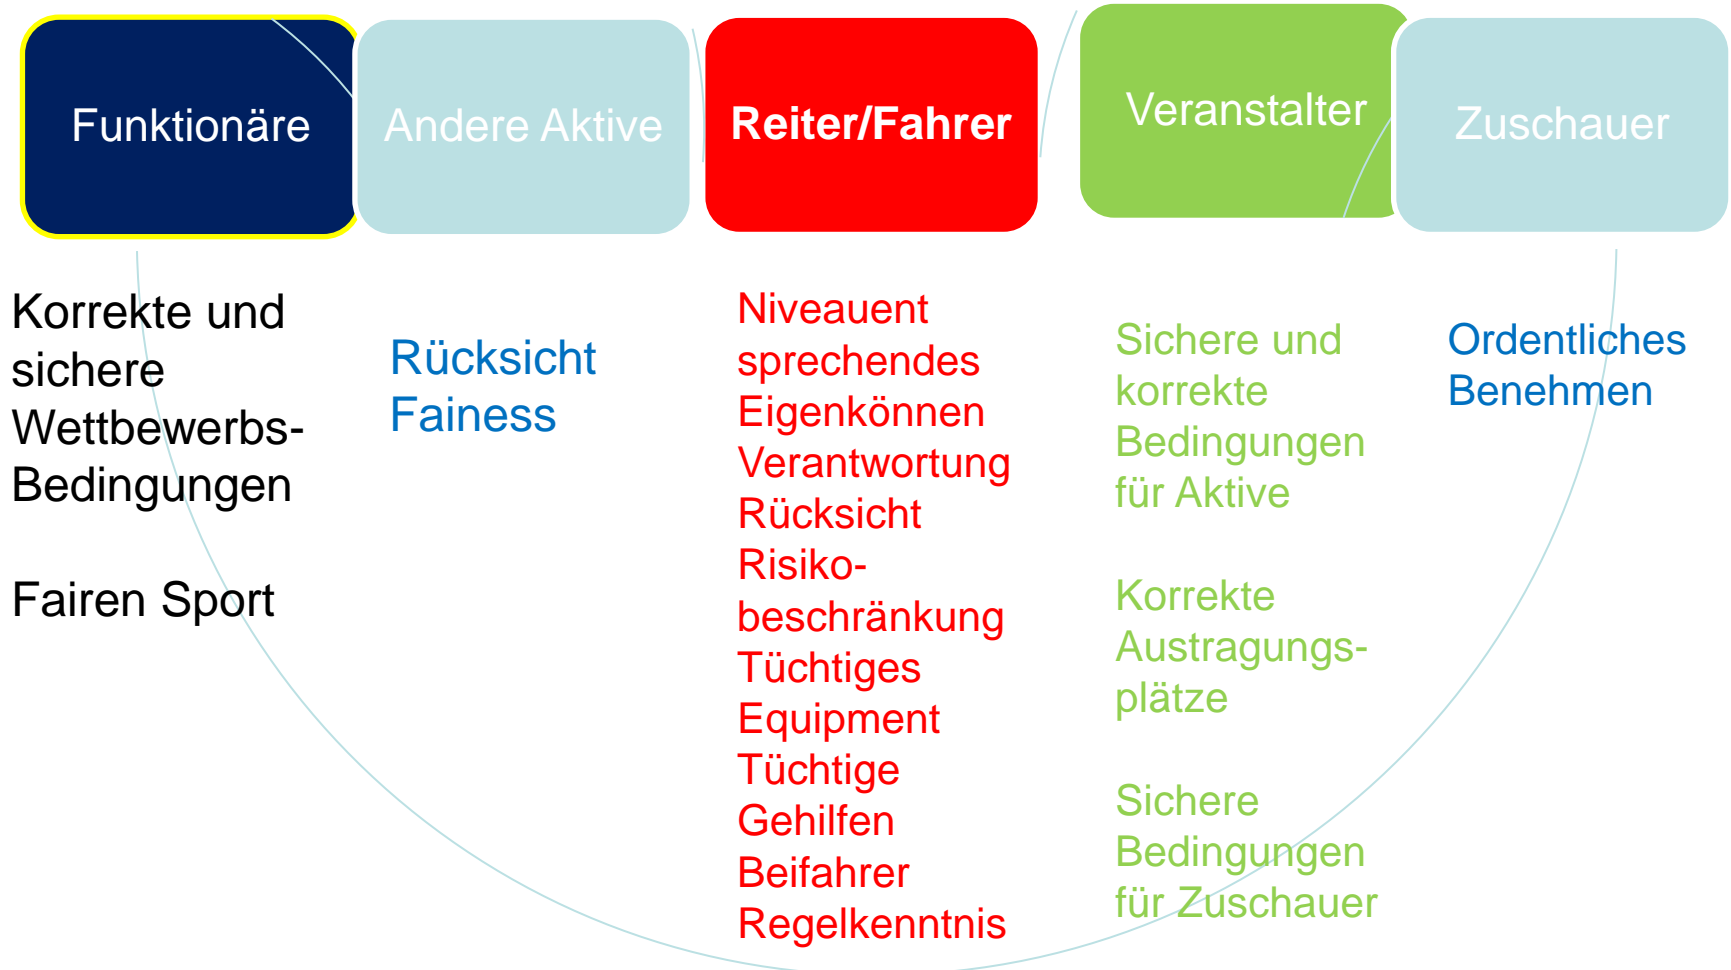 Funktionäre
Andere Aktive
Reiter/Fahrer
Veranstalter
Zuschauer
Korrekte und
sichere
Wettbewerbs-
Bedingungen
Fairen Sport
Rücksicht
Fainess
Niveauent
sprechendes
Eigenkönnen
Verantwortung
Rücksicht
Risiko-
beschränkung
Tüchtiges
Equipment
Tüchtige
Gehilfen
Beifahrer
Regelkenntnis
Sichere und
korrekte
Bedingungen
für Aktive
Korrekte
Austragungs-
plätze
Sichere
Bedingungen
für Zuschauer
Ordentliches
Benehmen